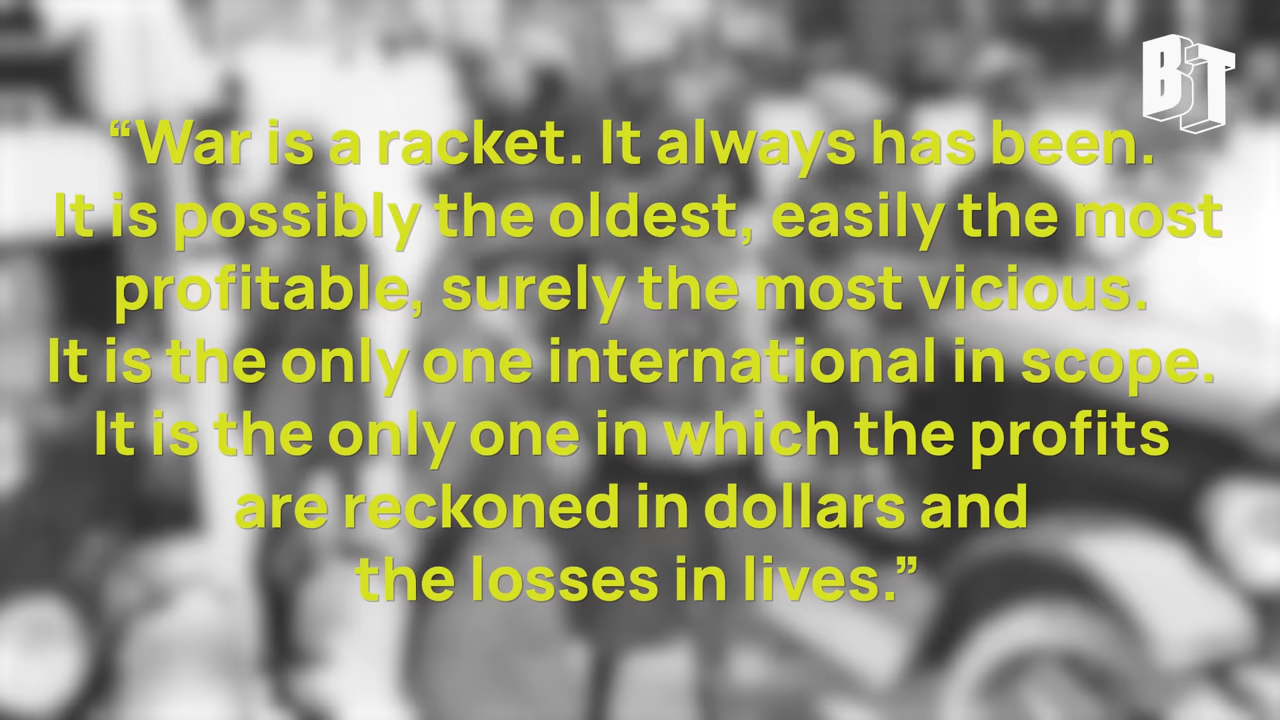 BT
“War is a racket. It always has been.
It is possibly the oldest, easily the most
profitable, surely the most vicious.
It is the only one international in scope.
It is the only one in which the profits
are reckoned in dollars and
the losses in lives.”